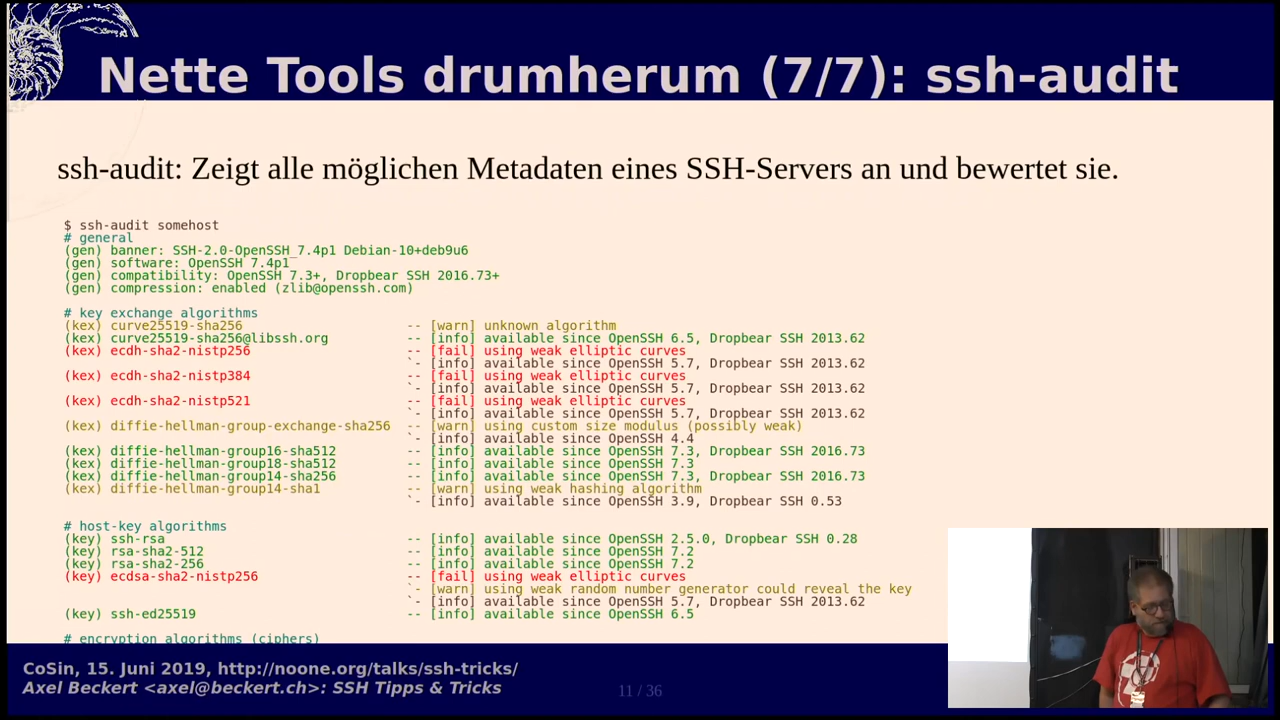 Nette Tools drumherum (7/7): ssh-audit
ssh-audit: Zeigt alle möglichen Metadaten eines SSH-Servers an und bewertet sie.
$ ssh-audit somehost
# general
(gen) banner: SSH-2.0-OpenSSH_7.4p1 Debian-10+deb9u6
(gen) software: OpenSSH 7.4p1
(gen) compatibility: OpenSSH 7.3+, Dropbear SSH 2016.73+
(gen) compression: enabled (zlib@openssh.com)
# key exchange algorithms
(kex) curve25519-sha256 -- [warn] unknown algorithm
(kex) curve25519-sha256@libssh.org -- [info] available since OpenSSH 6.5, Dropbear SSH 2013.62
(kex) ecdh-sha2-nistp256 -- [fail] using weak elliptic curves
`- [info] available since OpenSSH 5.7, Dropbear SSH 2013.62
(kex) ecdh-sha2-nistp384 -- [fail] using weak elliptic curves
`- [info] available since OpenSSH 5.7, Dropbear SSH 2013.62
(kex) ecdh-sha2-nistp521 -- [fail] using weak elliptic curves
`- [info] available since OpenSSH 5.7, Dropbear SSH 2013.62
(kex) diffie-hellman-group-exchange-sha256 -- [warn] using custom size modulus (possibly weak)
`- [info] available since OpenSSH 4.4
(kex) diffie-hellman-group16-sha512 -- [info] available since OpenSSH 7.3, Dropbear SSH 2016.73
(kex) diffie-hellman-group18-sha512 -- [info] available since OpenSSH 7.3
(kex) diffie-hellman-group14-sha256 -- [info] available since OpenSSH 7.3, Dropbear SSH 2016.73
(kex) diffie-hellman-group14-sha1 -- [warn] using weak hashing algorithm
`- [info] available since OpenSSH 3.9, Dropbear SSH 0.53
# host-key algorithms
(key) ssh-rsa -- [info] available since OpenSSH 2.5.0, Dropbear SSH 0.28
(key) rsa-sha2-512 -- [info] available since OpenSSH 7.2
(key) rsa-sha2-256 -- [info] available since OpenSSH 7.2
(key) ecdsa-sha2-nistp256 -- [fail] using weak elliptic curves
`- [warn] using weak random number generator could reveal the key
`- [info] available since OpenSSH 5.7, Dropbear SSH 2013.62
(key) ssh-ed25519 -- [info] available since OpenSSH 6.5
# encryption algorithms (ciphers)
CoSin, 15. Juni 2019, http://noone.org/talks/ssh-tricks/
Axel Beckert <axel@beckert.ch>: SSH Tipps & Tricks
11 / 36